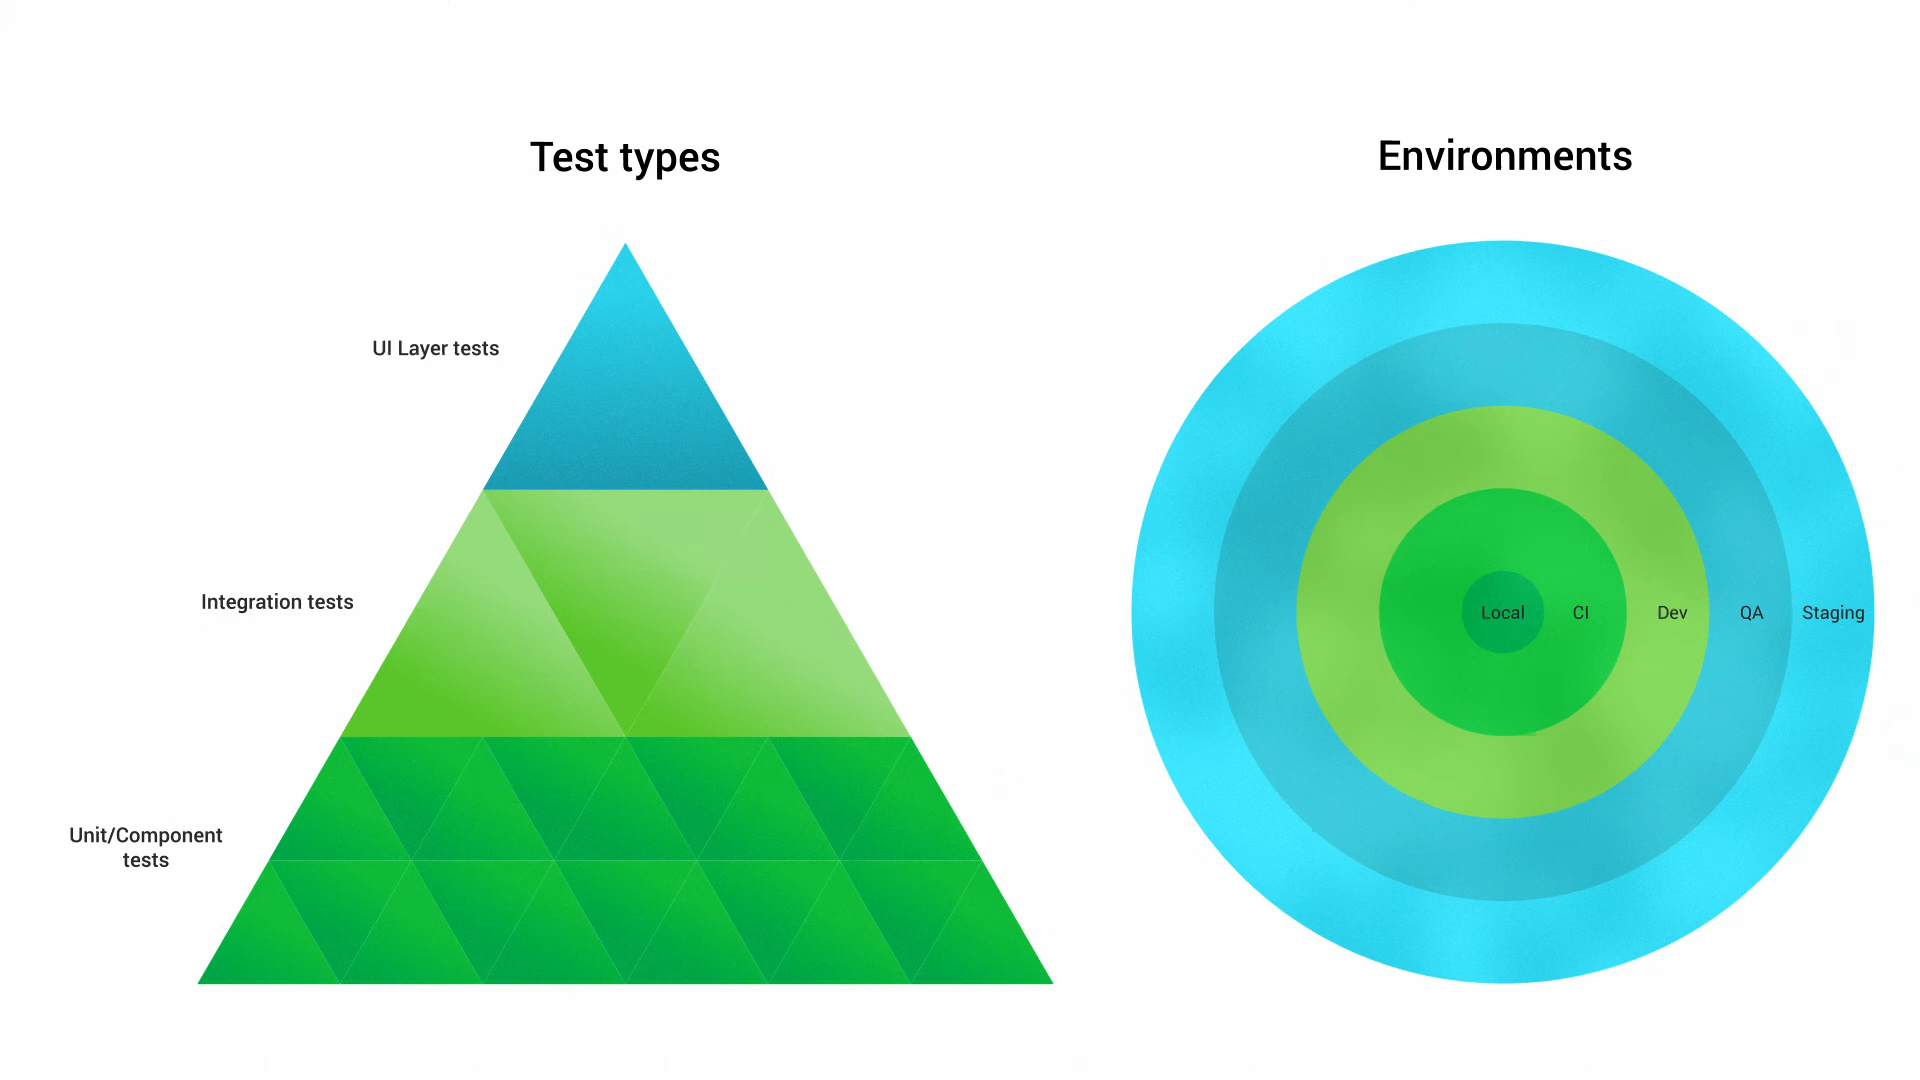 Test types
UI Layer tests
Integration tests
Unit/Component
tests
Environments
Local
CI
Dev
QA
Staging